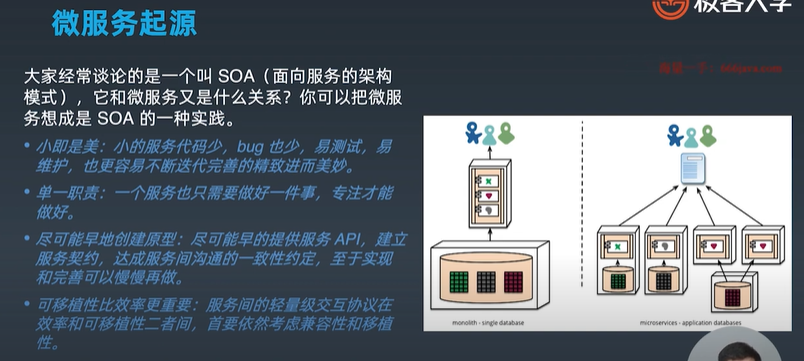 微服务起源
极客大学
大家经常谈论的是一个叫 SOA（面向服务的架构
模式），它和微服务又是什么关系？你可以把微服
务想成是 SOA 的一种实践。
• 小即是美：小的服务代码少，bug 也少，易测试，易
维护，也更容易不断迭代完善的精致进而美妙。
• 单一职责：一个服务也只需要做好一件事，专注才能
做好。
• 尽可能早地创建原型：尽可能早的提供服务 API，建立
服务契约，达成服务间沟通的一致性约定，至于实现
和完善可以慢慢再做。
• 可移植性比效率更重要：服务间的轻量级交互协议在
效率和可移植性二者间，首要依然考虑兼容性和移植
性。
monolith - single database
microservices - application databases